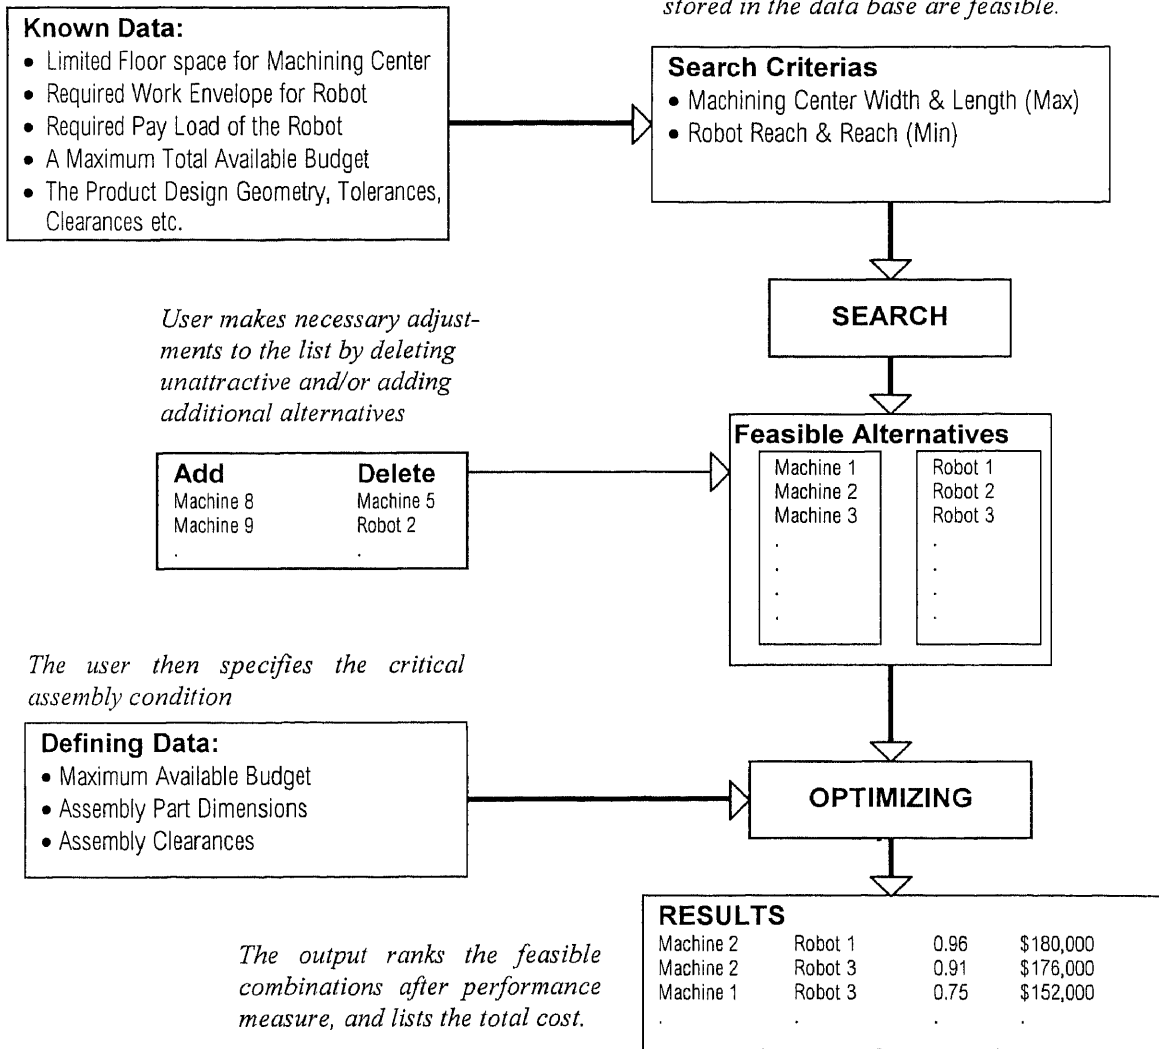 stored in the data base are feasible.
Known Data:
• Limited Floor space for Machining Center
• Required Work Envelope for Robot
• Required Pay Load of the Robot
• A Maximum Total Available Budget
• The Product Design Geometry, Tolerances,
Clearances etc.
Search Criterias
• Machining Center Width & Length (Max)
• Robot Reach & Reach (Min)
SEARCH
User makes necessary adjust-
ments to the list by deleting
unattractive and/or adding
additional alternatives
Add Delete
Machine 8 Machine 5
Machine 9 Robot 2
. .
Feasible Alternatives
Machine 1 Robot 1
Machine 2 Robot 2
Machine 3 Robot 3
. .
. .
. .
. .
The user then specifies the critical
assembly condition
Defining Data:
• Maximum Available Budget
• Assembly Part Dimensions
• Assembly Clearances
OPTIMIZING
The output ranks the feasible
combinations after performance
measure, and lists the total cost.
RESULTS
Machine 2 Robot 1 0.96 $180,000
Machine 2 Robot 3 0.91 $176,000
Machine 1 Robot 3 0.75 $152,000
. . . .